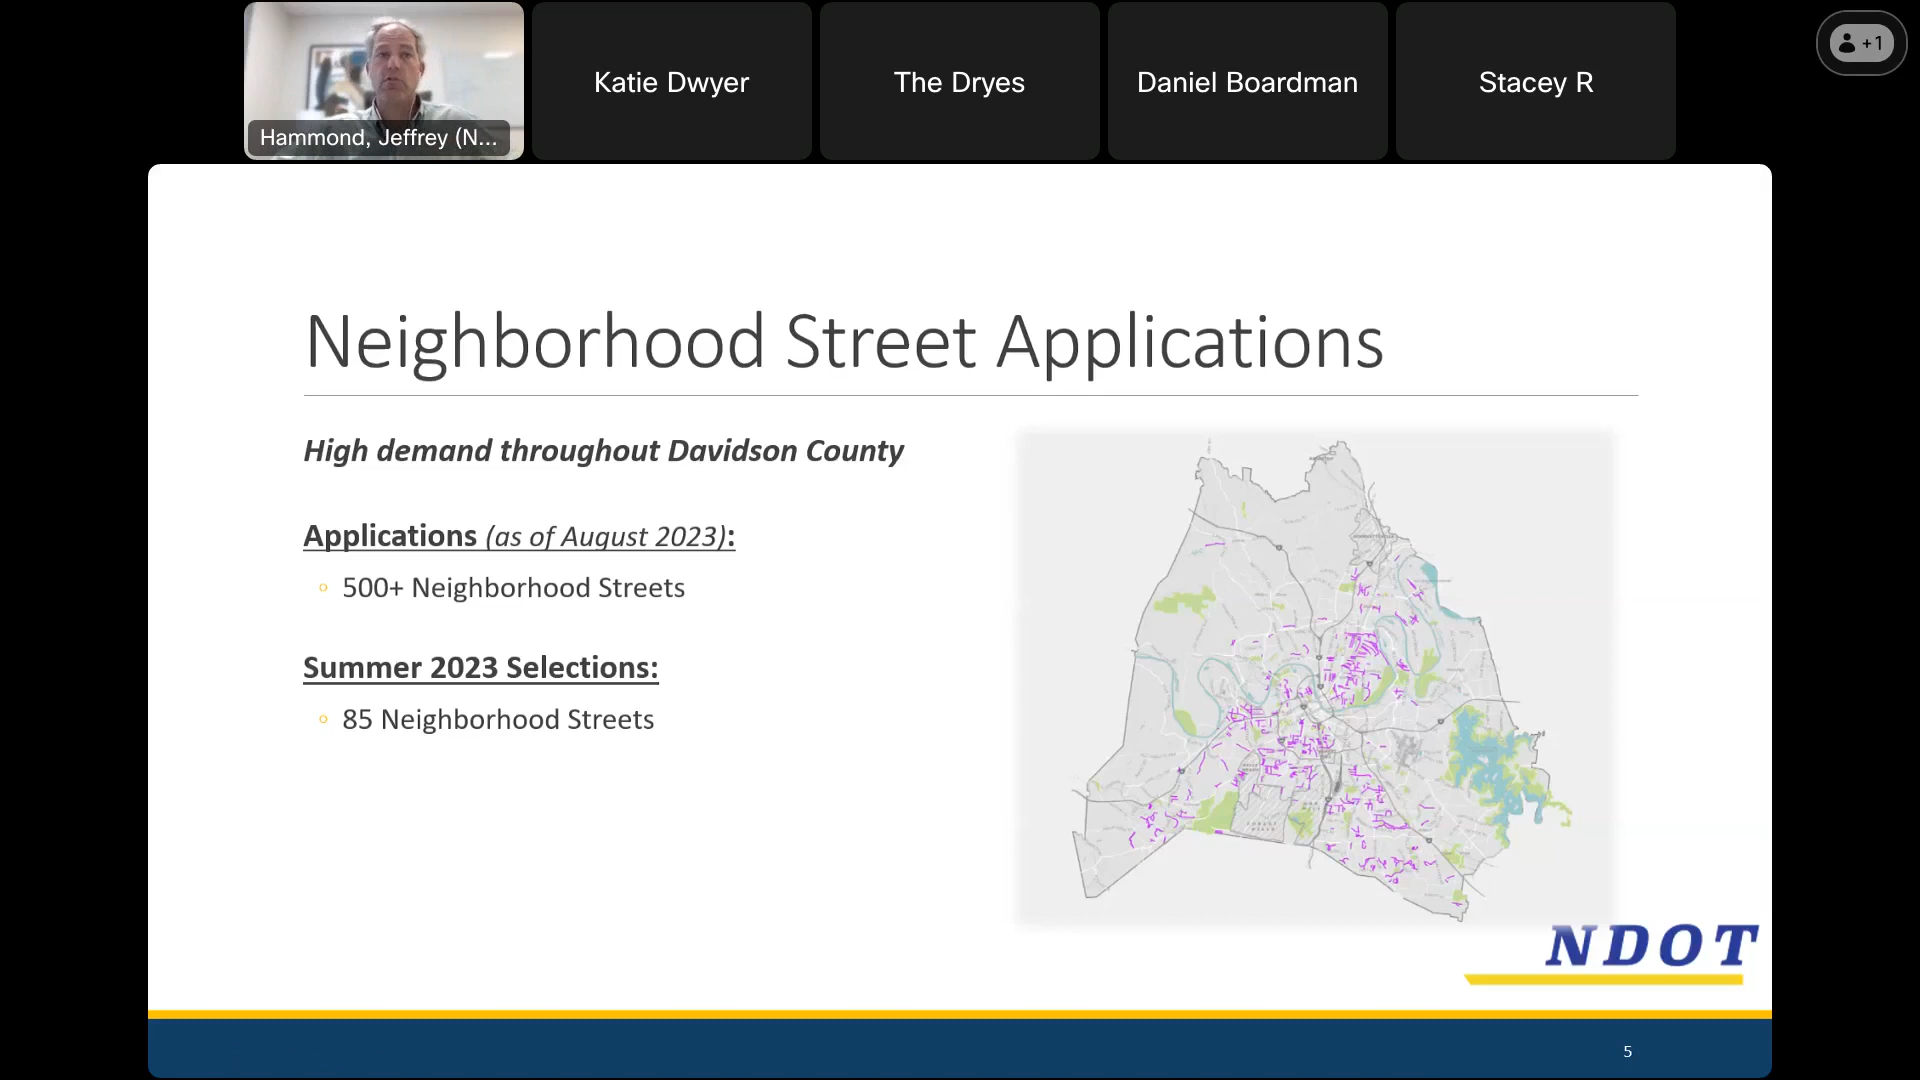 Hammond, Jeffrey (N...
Katie Dwyer
The Dryes
Daniel Boardman
Stacey R
+1
Neighborhood Street Applications
High demand throughout Davidson County
Applications (as of August 2023):
◦ 500+ Neighborhood Streets
Summer 2023 Selections:
◦ 85 Neighborhood Streets
NDOT
5